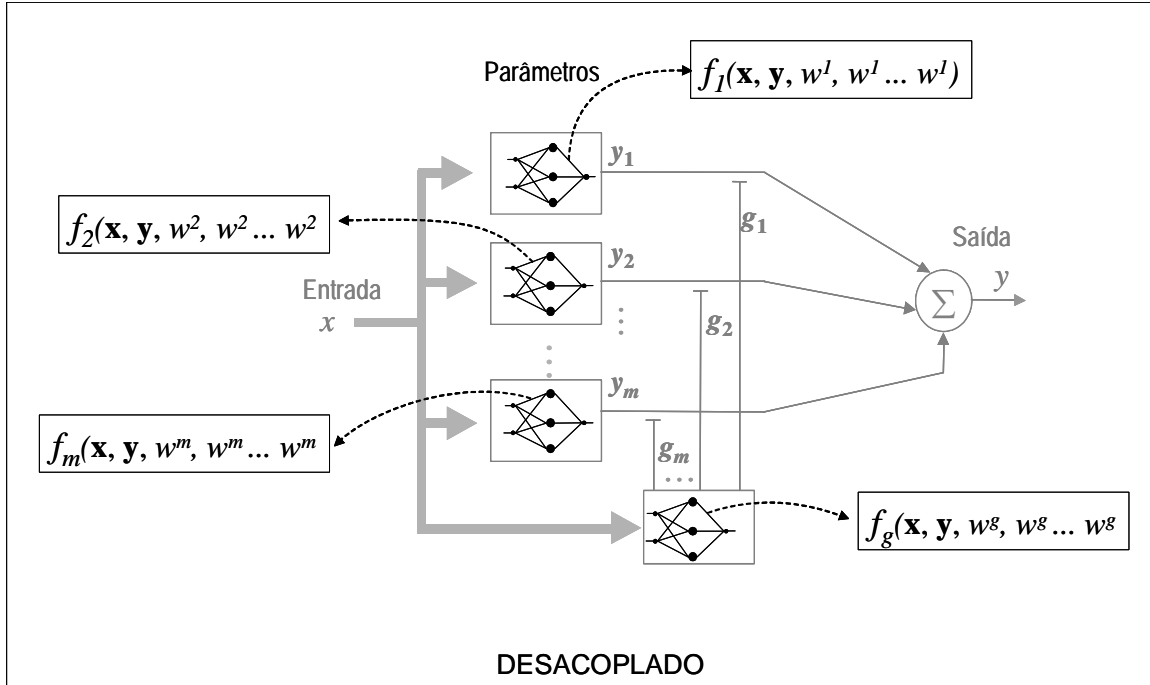 Parâmetros
f₁(x, y, w¹, w¹ ... w¹)
y₁
f₂(x, y, w², w² ... w²
g₁
Saída
y₂
y
Entrada
Σ
x
g₂
...
...
yₘ
fₘ(x, y, wᵐ, wᵐ ... wᵐ
gₘ
...
f_g(x, y, wᵍ, wᵍ ... wᵍ
DESACOPLADO